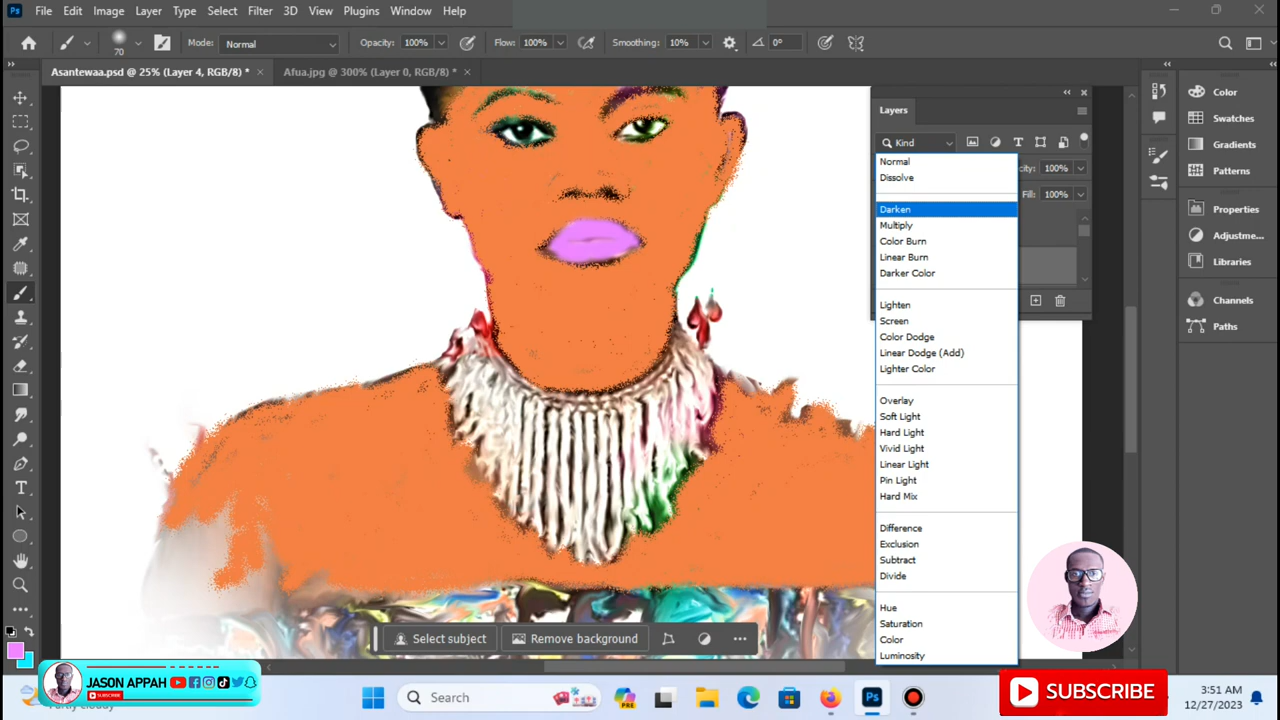 Ps File Edit Image Layer Type Select Filter 3D View Plugins Window Help
70 Mode: Normal Opacity: 100% Flow: 100% Smoothing: 10% 0°
Asantewaa.psd @ 25% (Layer 4, RGB/8) * × Afua.jpg @ 300% (Layer 0, RGB/8) * ×
Layers
Kind
Normal
Dissolve
Darken
Multiply
Color Burn
Linear Burn
Darker Color
Lighten
Screen
Color Dodge
Linear Dodge (Add)
Lighter Color
Overlay
Soft Light
Hard Light
Vivid Light
Linear Light
Pin Light
Hard Mix
Difference
Exclusion
Subtract
Divide
Hue
Saturation
Color
Luminosity
100%
Fill: 100%
Color
Swatches
Gradients
Patterns
Properties
Adjustme...
Libraries
Channels
Paths
Select subject Remove background
JASON APPAH
SUBSCRIBE
Search
PRE
Ps
SUBSCRIBE
3:51 AM
12/27/2023